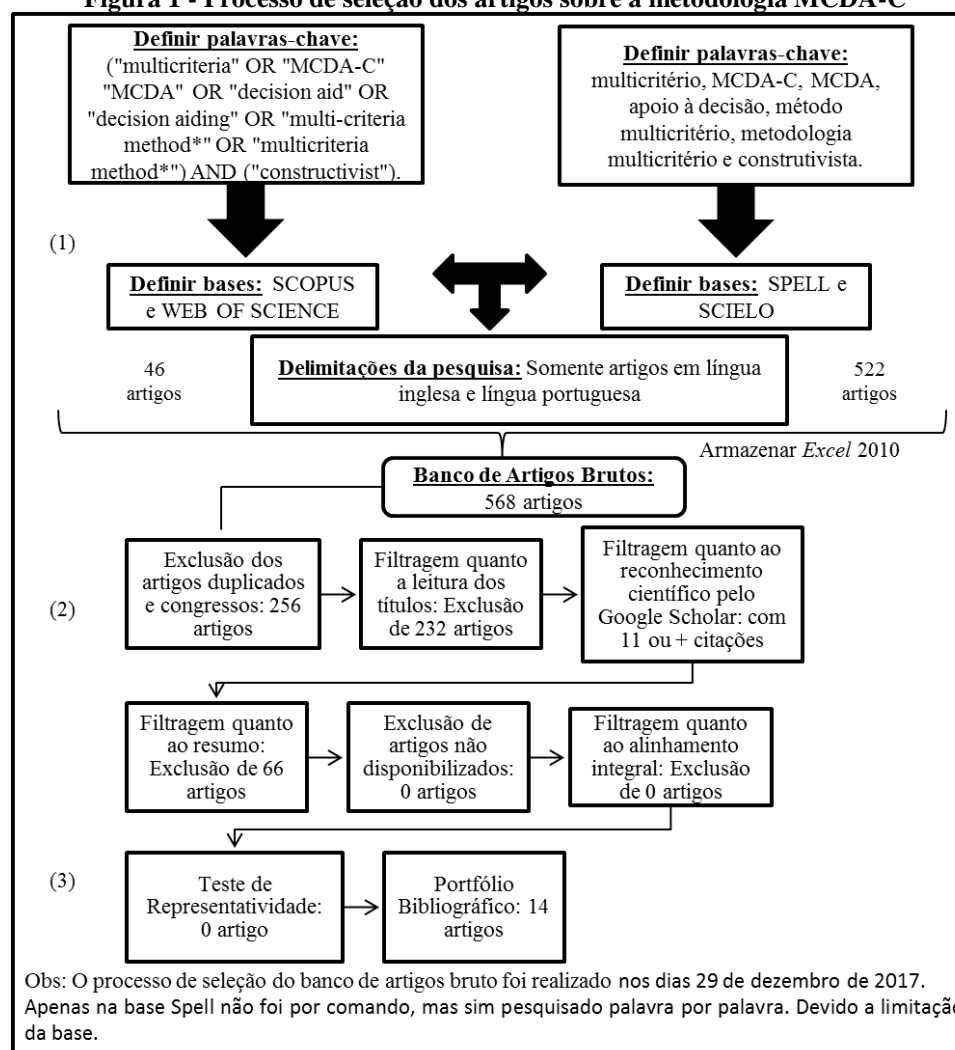 Figura 1 - Processo de seleção dos artigos sobre a metodologia MCDA-C
Definir palavras-chave:
("multicriteria" OR "MCDA-C"
"MCDA" OR "decision aid" OR
"decision aiding" OR "multi-criteria
method*" OR "multicriteria
method*") AND ("constructivist").
Definir palavras-chave:
multicritério, MCDA-C, MCDA,
apoio à decisão, método
multicritério, metodologia
multicritério e construtivista.
(1)
Definir bases: SCOPUS
e WEB OF SCIENCE
Definir bases: SPELL e
SCIELO
46
artigos
Delimitações da pesquisa: Somente artigos em língua
inglesa e língua portuguesa
522
artigos
Armazenar Excel 2010
Banco de Artigos Brutos:
568 artigos
(2)
Exclusão dos
artigos duplicados
e congressos: 256
artigos
Filtragem quanto
a leitura dos
títulos: Exclusão
de 232 artigos
Filtragem quanto ao
reconhecimento
científico pelo
Google Scholar: com
11 ou + citações
Filtragem quanto
ao resumo:
Exclusão de 66
artigos
Exclusão de
artigos não
disponibilizados:
0 artigos
Filtragem quanto
ao alinhamento
integral: Exclusão
de 0 artigos
(3)
Teste de
Representatividade:
0 artigo
Portfólio
Bibliográfico: 14
artigos
Obs: O processo de seleção do banco de artigos bruto foi realizado nos dias 29 de dezembro de 2017.
Apenas na base Spell não foi por comando, mas sim pesquisado palavra por palavra. Devido a limitação
da base.